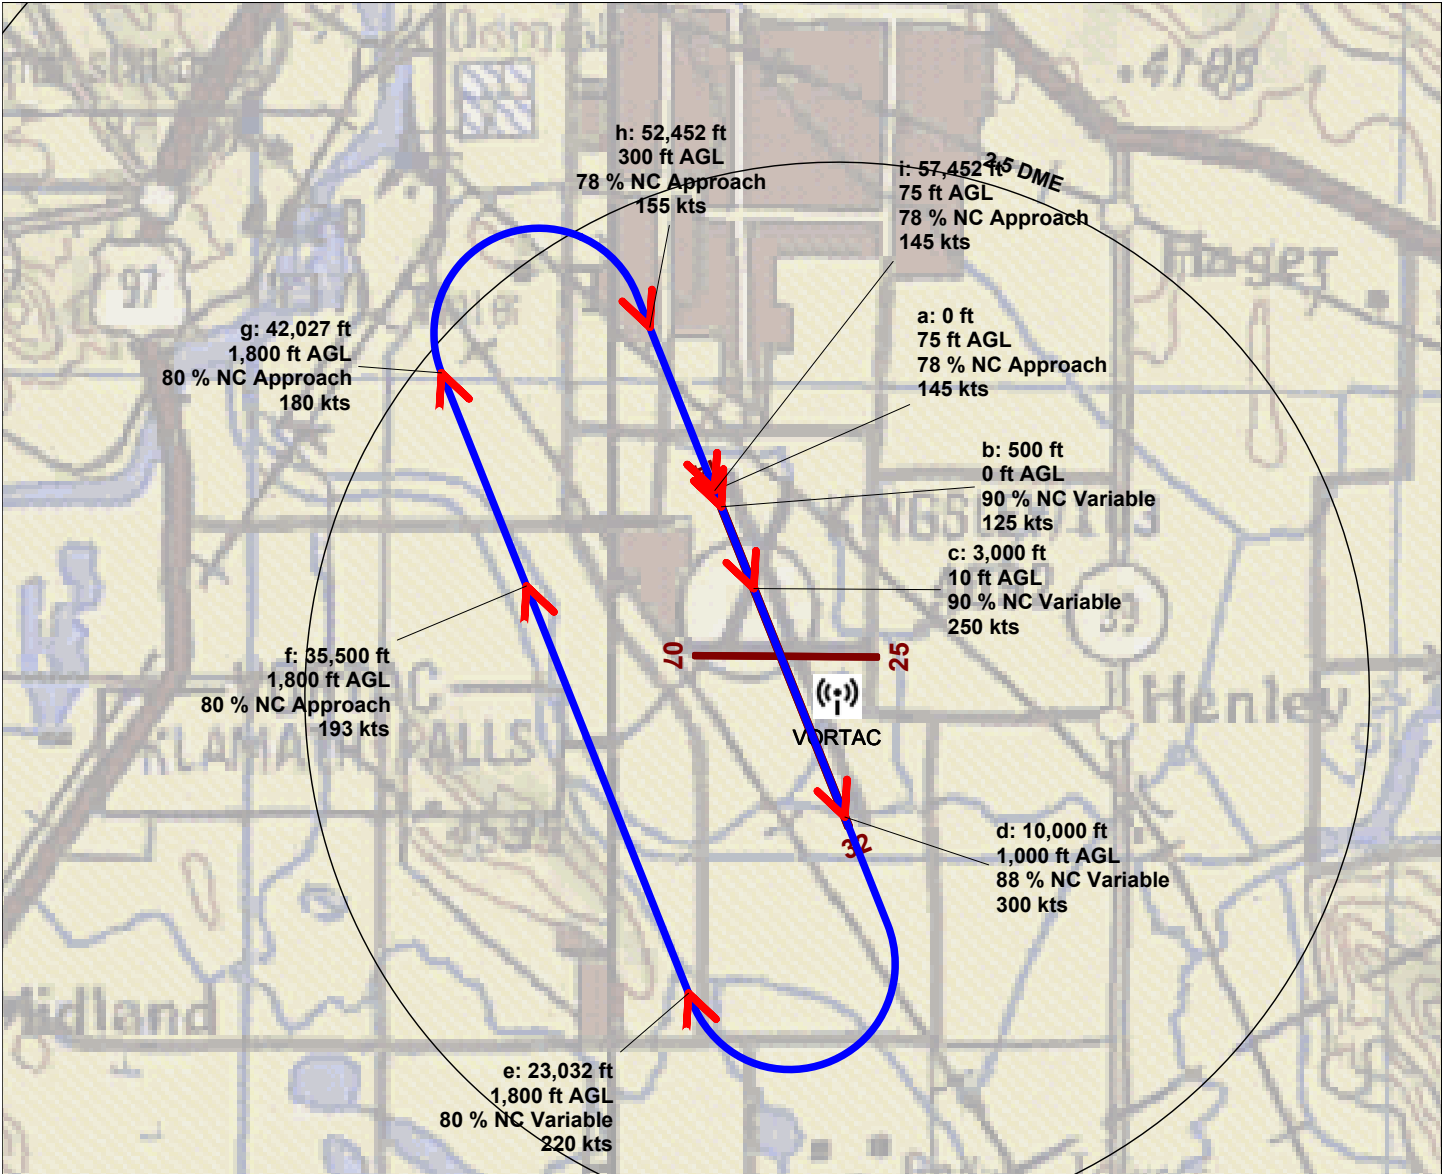 4188
h: 52,452 ft
300 ft AGL
78 % NC Approach
155 kts
2.5 DME
i: 57,452 ft
75 ft AGL
78 % NC Approach
145 kts
Hager
97
a: 0 ft
75 ft AGL
78 % NC Approach
145 kts
g: 42,027 ft
1,800 ft AGL
80 % NC Approach
180 kts
b: 500 ft
0 ft AGL
90 % NC Variable
125 kts
c: 3,000 ft
10 ft AGL
90 % NC Variable
250 kts
39
07
25
f: 35,500 ft
1,800 ft AGL
80 % NC Approach
193 kts
Henley
VORTAC
KLAMATH FALLS
32
d: 10,000 ft
1,000 ft AGL
88 % NC Variable
300 kts
Midland
e: 23,032 ft
1,800 ft AGL
80 % NC Variable
220 kts